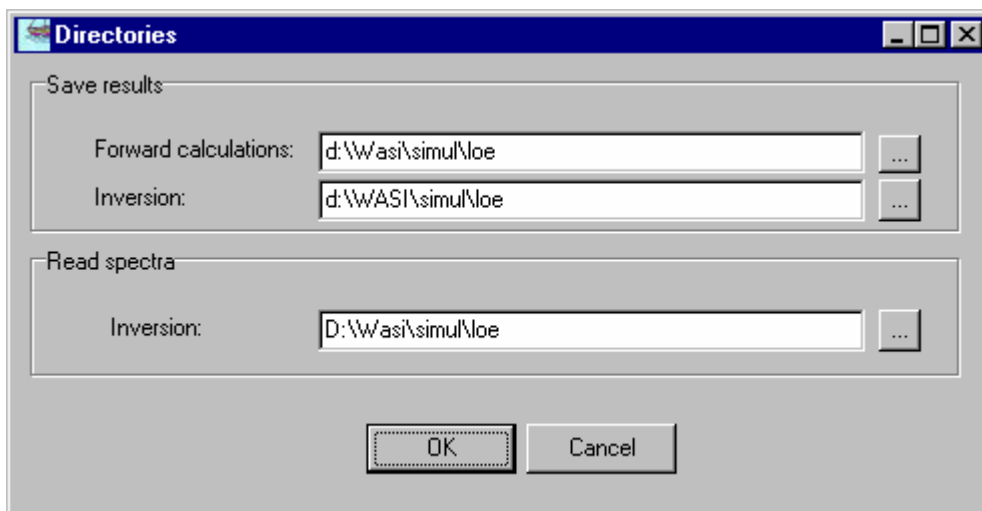 Directories
Save results
Forward calculations: d:\Wasi\simul\loe ...
Inversion: d:\WASI\simul\loe ...
Read spectra
Inversion: D:\Wasi\simul\loe ...
OK Cancel